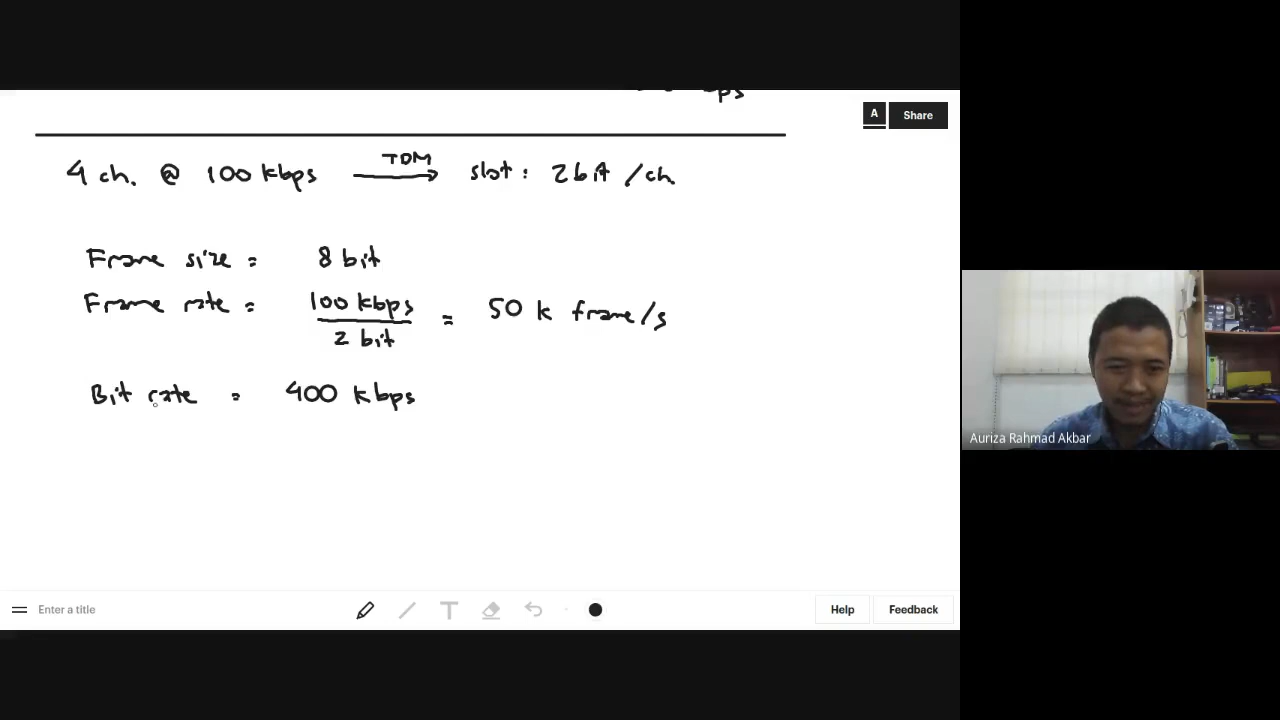 A
Share
4 ch. @ 100 kbps TDM slot : 2 bit /ch.
Frame size = 8 bit
Frame rate = 100 kbps / 2 bit = 50 k frame/s
Bit rate = 400 kbps
Auriza Rahmad Akbar
Enter a title
T
Help
Feedback